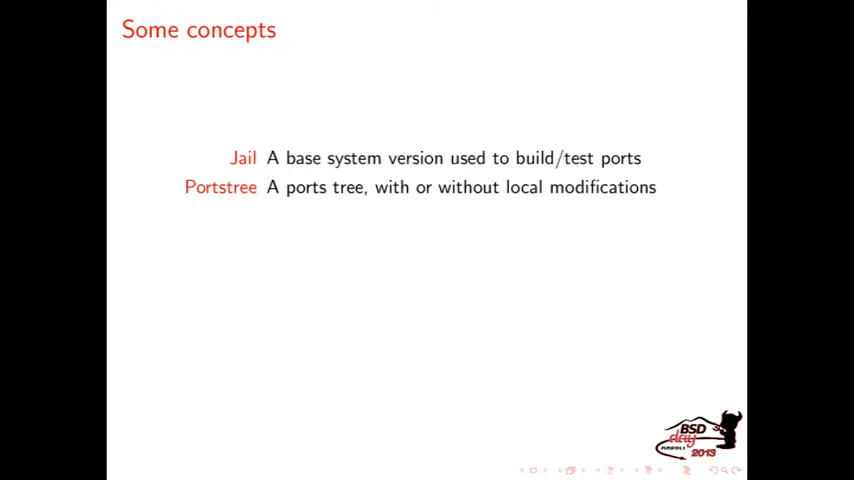 Some concepts
Jail A base system version used to build/test ports
Portstree A ports tree, with or without local modifications
BSD
day
NAPOLI
2013